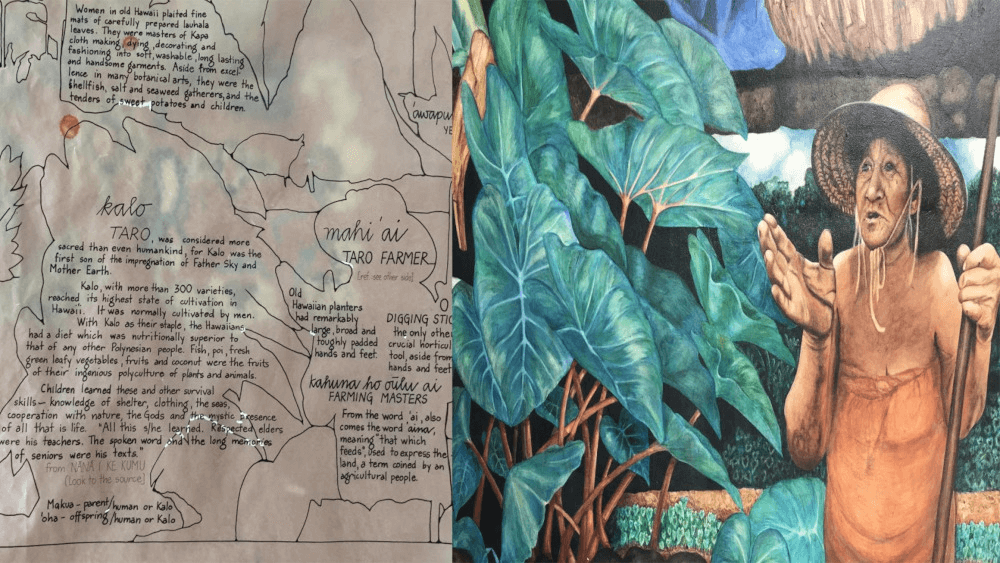 Women in old Hawaii plaited fine
mats of carefully prepared lauhala
leaves. They were masters of Kapa
cloth making, dying, decorating and
fashioning into soft, washable, long lasting
and handsome garments. Aside from excel-
lence in many botanical arts, they were the
shellfish, salt and seaweed gatherers, and the
tenders of sweet potatoes and children.
'awapu
YE
kalo
TARO, was considered more
sacred than even humankind, for Kalo was the
first son of the impregnation of Father Sky and
Mother Earth.
Kalo, with more than 300 varieties,
reached its highest state of cultivation in
Hawaii. It was normally cultivated by men.
With Kalo as their staple, the Hawaiians
had a diet which was nutritionally superior to
that of any other Polynesian people. Fish, poi, fresh
green leafy vegetables, fruits and coconut were the fruits
of their ingenious polyculture of plants and animals.
Children learned these and other survival
skills — knowledge of shelter, clothing, the seas,
cooperation with nature, the Gods and the mystic presence
of all that is life. "All this s/he learned. Respected elders
were his teachers. The spoken word and the long memories
of seniors were his texts."
from NANA I KE KUMU
(Look to the source)
Makua - parent/human or Kalo
'oha - offspring/human or Kalo
mahi 'ai
TARO FARMER
(ref. see other side)
Old
Hawaiian planters
had remarkably
large, broad and
toughly padded
hands and feet.
O
DIGGING STIC
the only othe
crucial horticul
tool, aside from
hands and feet
kahuna ho oulu ai
FARMING MASTERS
From the word 'ai, also
comes the word 'aina,
meaning "that which
feeds", used to express the
land, a term coined by an
agricultural people.